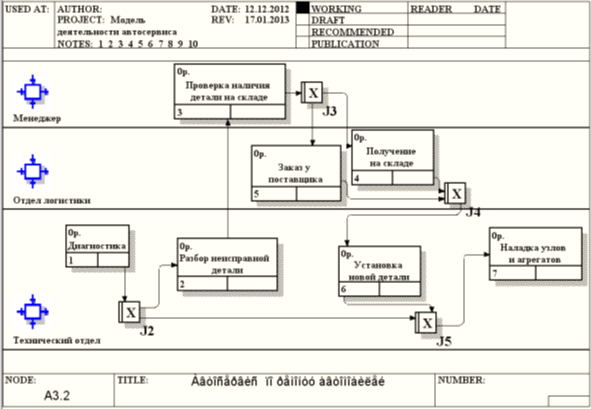 USED AT: AUTHOR: DATE: 12.12.2012 WORKING READER DATE
PROJECT: Модель REV: 17.01.2013 DRAFT
деятельности автосервиса RECOMMENDED
NOTES: 1 2 3 4 5 6 7 8 9 10 PUBLICATION
0р.
Проверка наличия
детали на складе
3
X
J3
Менеджер
0р.
Заказ у
поставщика
5
0р.
Получение
на складе
4
X
J4
Отдел логистики
0р.
Диагностика
1
X
J2
0р.
Разбор неисправной
детали
2
0р.
Установка
новой детали
6
X
J5
0р.
Наладка узлов
и агрегатов
7
Технический отдел
NODE: TITLE: NUMBER:
A3.2